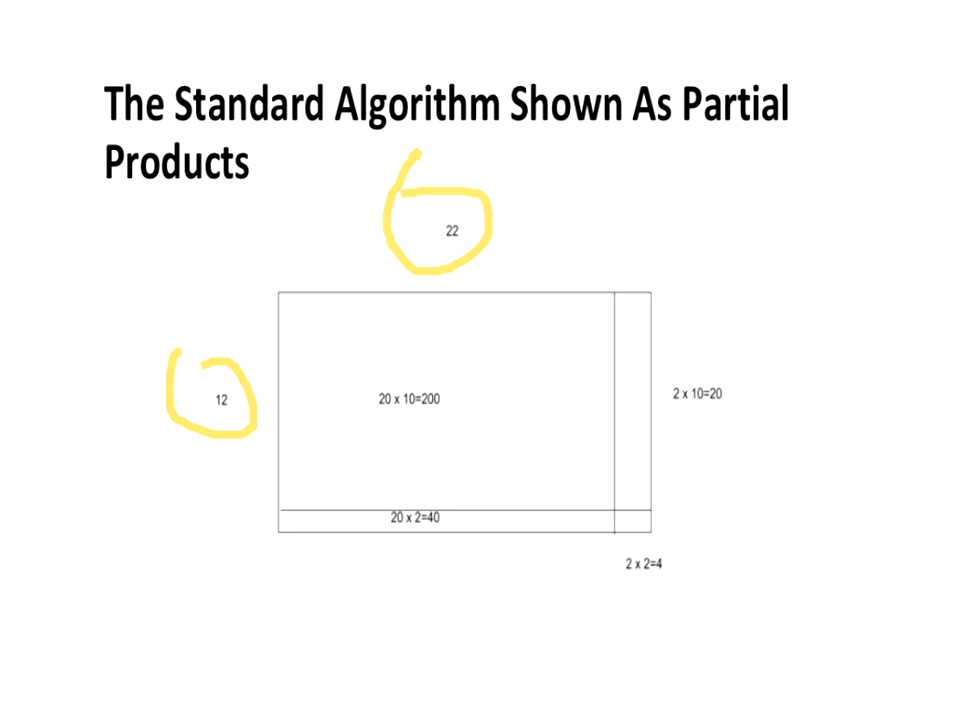 The Standard Algorithm Shown As Partial
Products
22
12
20 x 10=200
2 x 10=20
20 x 2=40
2 x 2=4